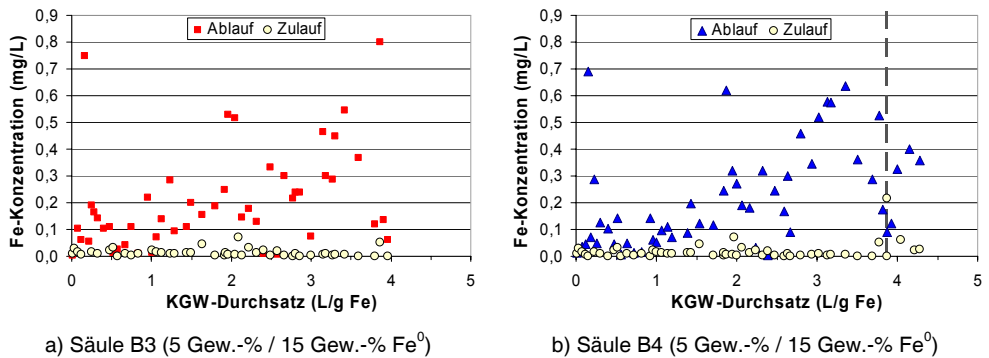 0,9
0,8
0,7
0,6
0,5
0,4
0,3
0,2
0,1
0,0
Fe-Konzentration (mg/L)
Ablauf Zulauf
0 1 2 3 4 5
KGW-Durchsatz (L/g Fe)
a) Säule B3 (5 Gew.-% / 15 Gew.-% Fe⁰)
0,9
0,8
0,7
0,6
0,5
0,4
0,3
0,2
0,1
0,0
Fe-Konzentration (mg/L)
Ablauf Zulauf
0 1 2 3 4 5
KGW-Durchsatz (L/g Fe)
b) Säule B4 (5 Gew.-% / 15 Gew.-% Fe⁰)